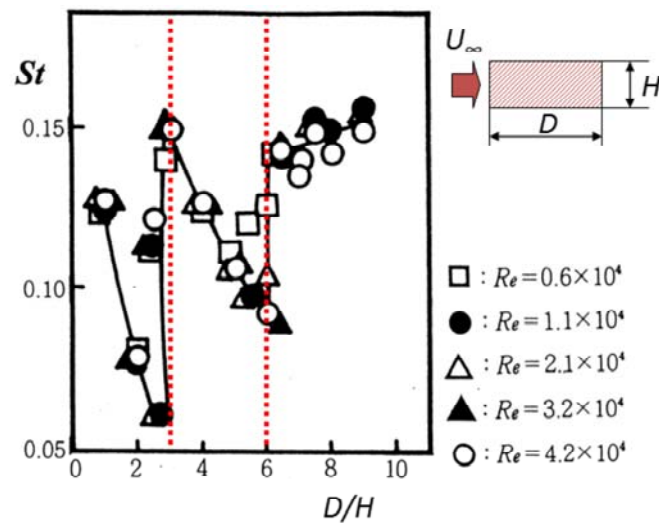 St
0.15
0.10
0.05
0
2
4
6
8
10
D/H
U∞
H
D
□ : Re=0.6×10⁴
● : Re=1.1×10⁴
△ : Re=2.1×10⁴
▲ : Re=3.2×10⁴
○ : Re=4.2×10⁴